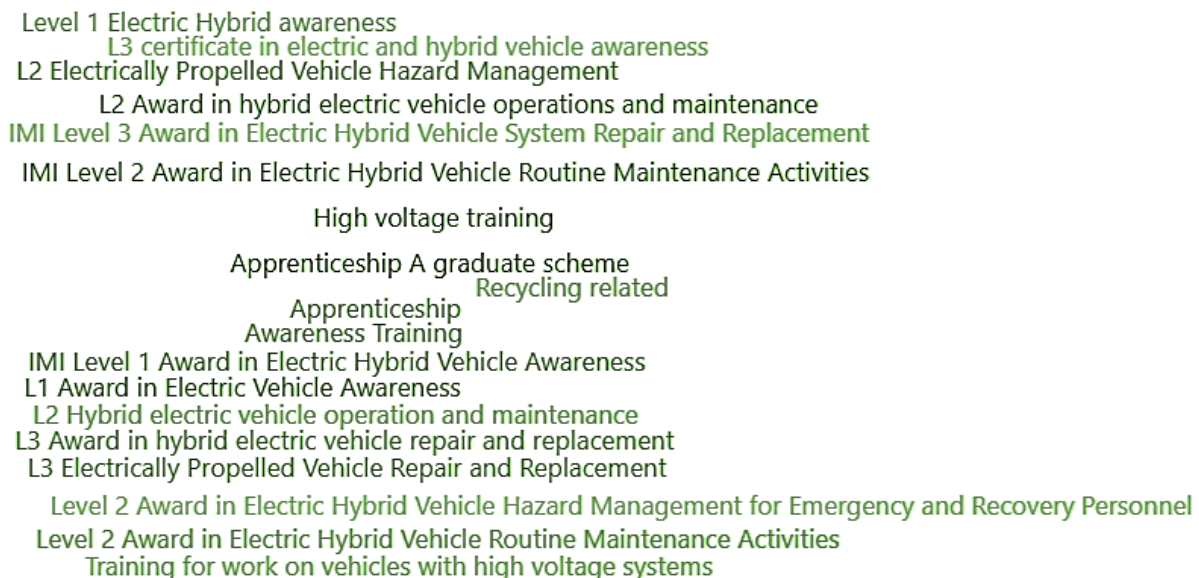 Level 1 Electric Hybrid awareness
L3 certificate in electric and hybrid vehicle awareness
L2 Electrically Propelled Vehicle Hazard Management
L2 Award in hybrid electric vehicle operations and maintenance
IMI Level 3 Award in Electric Hybrid Vehicle System Repair and Replacement
IMI Level 2 Award in Electric Hybrid Vehicle Routine Maintenance Activities
High voltage training
Apprenticeship A graduate scheme
Recycling related
Apprenticeship
Awareness Training
IMI Level 1 Award in Electric Hybrid Vehicle Awareness
L1 Award in Electric Vehicle Awareness
L2 Hybrid electric vehicle operation and maintenance
L3 Award in hybrid electric vehicle repair and replacement
L3 Electrically Propelled Vehicle Repair and Replacement
Level 2 Award in Electric Hybrid Vehicle Hazard Management for Emergency and Recovery Personnel
Level 2 Award in Electric Hybrid Vehicle Routine Maintenance Activities
Training for work on vehicles with high voltage systems